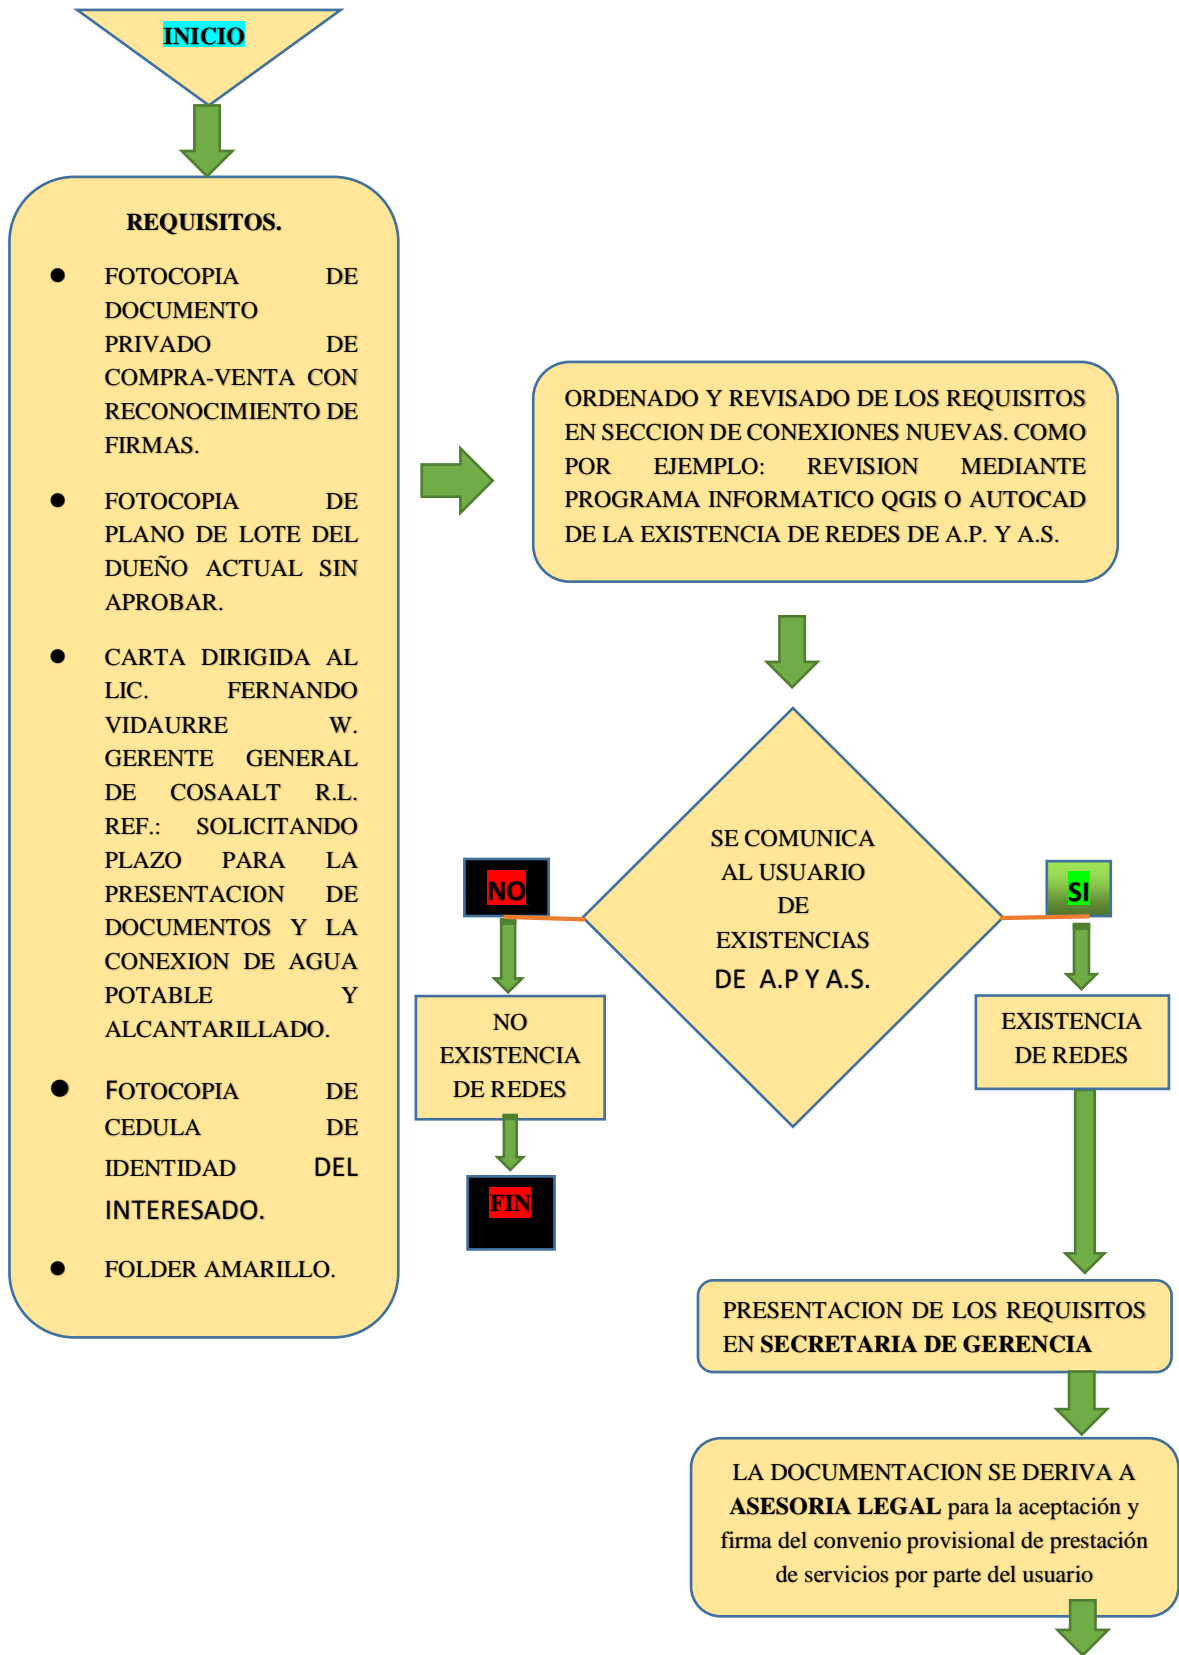 INICIO
REQUISITOS.
● FOTOCOPIA DE
DOCUMENTO
PRIVADO DE
COMPRA-VENTA CON
RECONOCIMIENTO DE
FIRMAS.
● FOTOCOPIA DE
PLANO DE LOTE DEL
DUEÑO ACTUAL SIN
APROBAR.
● CARTA DIRIGIDA AL
LIC. FERNANDO
VIDAURRE W.
GERENTE GENERAL
DE COSAALT R.L.
REF.: SOLICITANDO
PLAZO PARA LA
PRESENTACION DE
DOCUMENTOS Y LA
CONEXION DE AGUA
POTABLE Y
ALCANTARILLADO.
● FOTOCOPIA DE
CEDULA DE
IDENTIDAD DEL
INTERESADO.
● FOLDER AMARILLO.
ORDENADO Y REVISADO DE LOS REQUISITOS
EN SECCION DE CONEXIONES NUEVAS. COMO
POR EJEMPLO: REVISION MEDIANTE
PROGRAMA INFORMATICO QGIS O AUTOCAD
DE LA EXISTENCIA DE REDES DE A.P. Y A.S.
SE COMUNICA
AL USUARIO
DE
EXISTENCIAS
DE A.P Y A.S.
NO
NO
EXISTENCIA
DE REDES
FIN
SI
EXISTENCIA
DE REDES
PRESENTACION DE LOS REQUISITOS
EN SECRETARIA DE GERENCIA
LA DOCUMENTACION SE DERIVA A
ASESORIA LEGAL para la aceptación y
firma del convenio provisional de prestación
de servicios por parte del usuario